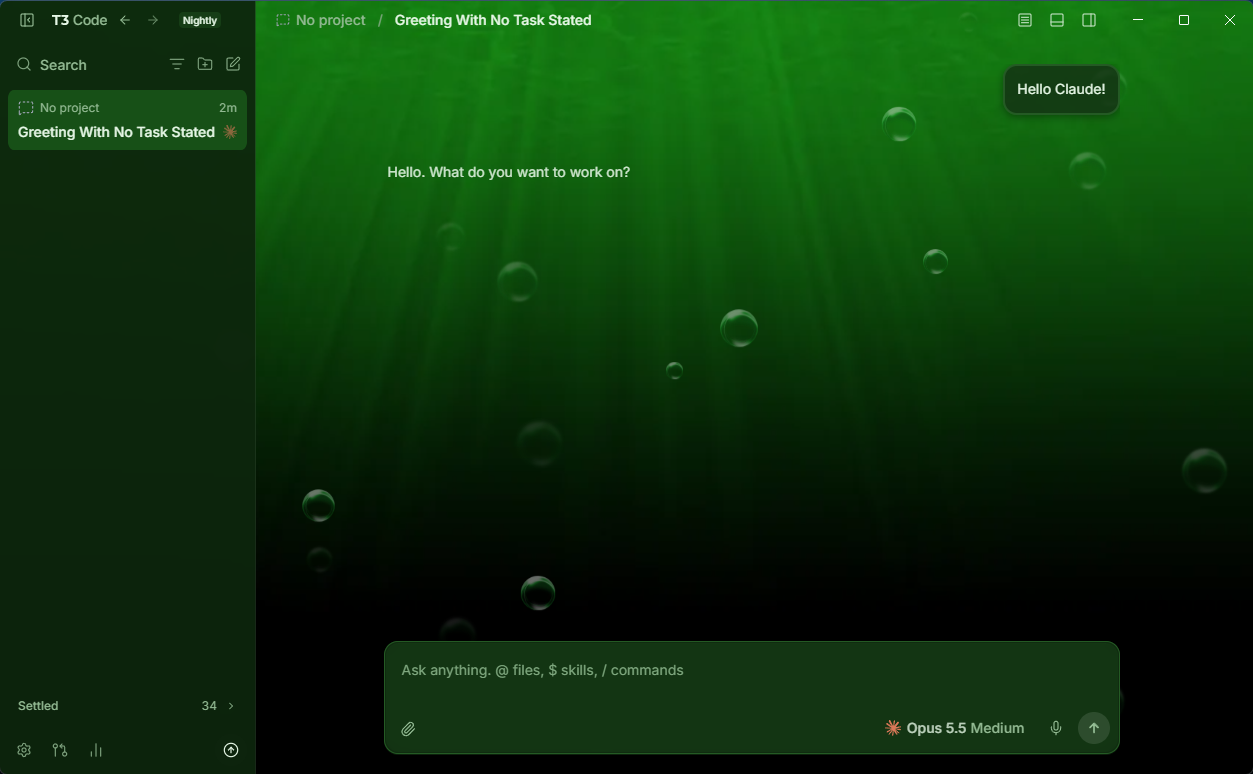 T3 Code
Nightly
No project / Greeting With No Task Stated
Search
No project
2m
Greeting With No Task Stated
Hello Claude!
Hello. What do you want to work on?
Ask anything. @ files, $ skills, / commands
Opus 5.5 Medium
Settled
34